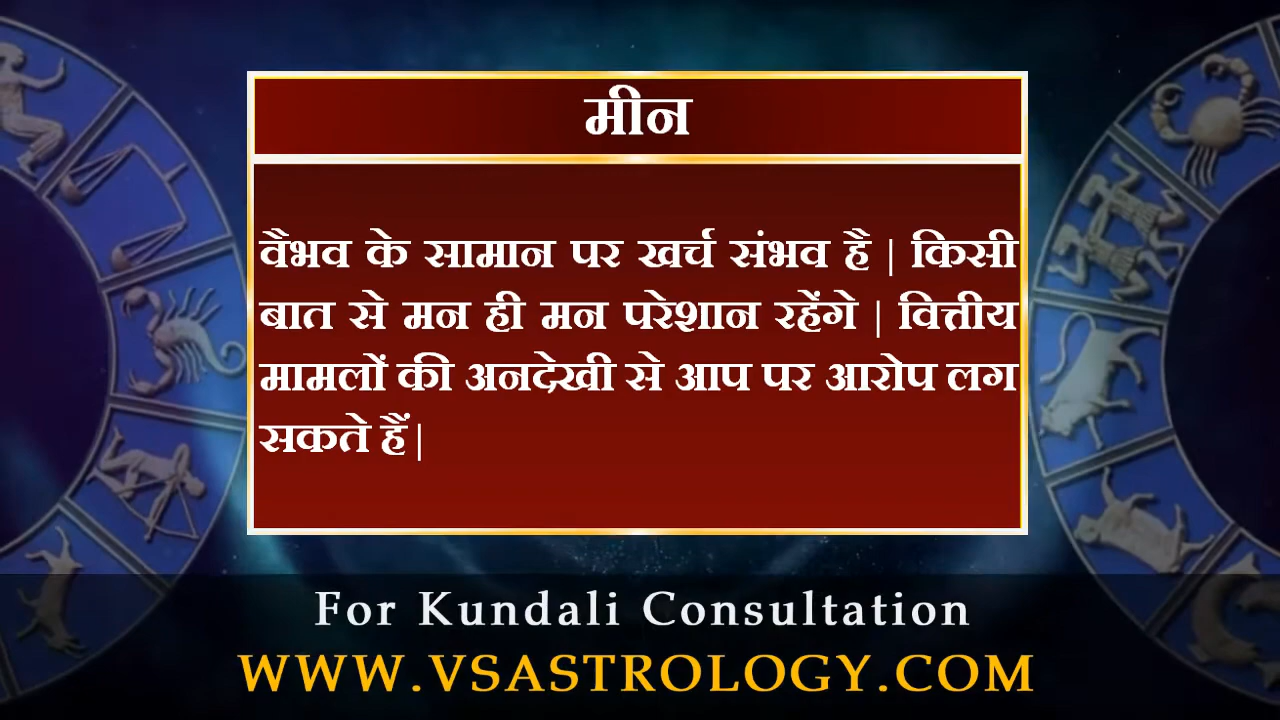 मीन
वैभव के सामान पर खर्च संभव है | किसी
बात से मन ही मन परेशान रहेंगे | वित्तीय
मामलों की अनदेखी से आप पर आरोप लग
सकते हैं |
For Kundali Consultation
WWW.VSASTROLOGY.COM